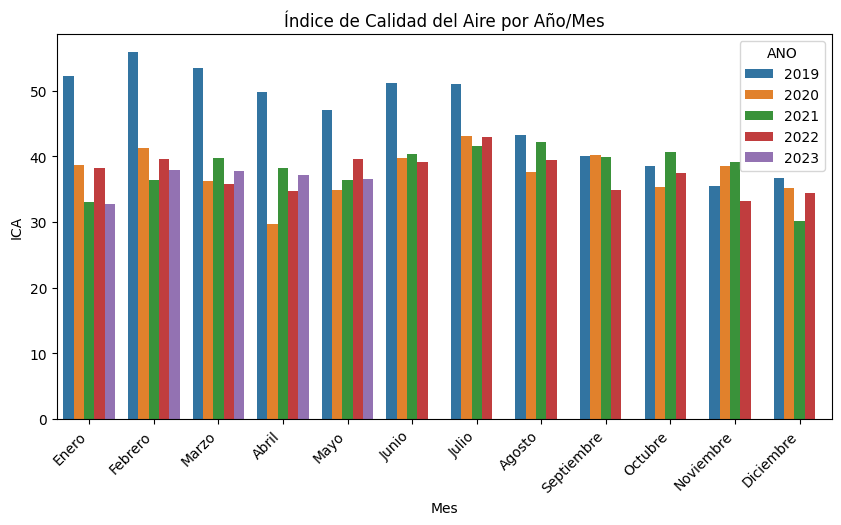 Índice de Calidad del Aire por Año/Mes
ANO
2019
2020
2021
2022
2023
ICA
50
40
30
20
10
0
Enero
Febrero
Marzo
Abril
Mayo
Junio
Julio
Agosto
Septiembre
Octubre
Noviembre
Diciembre
Mes